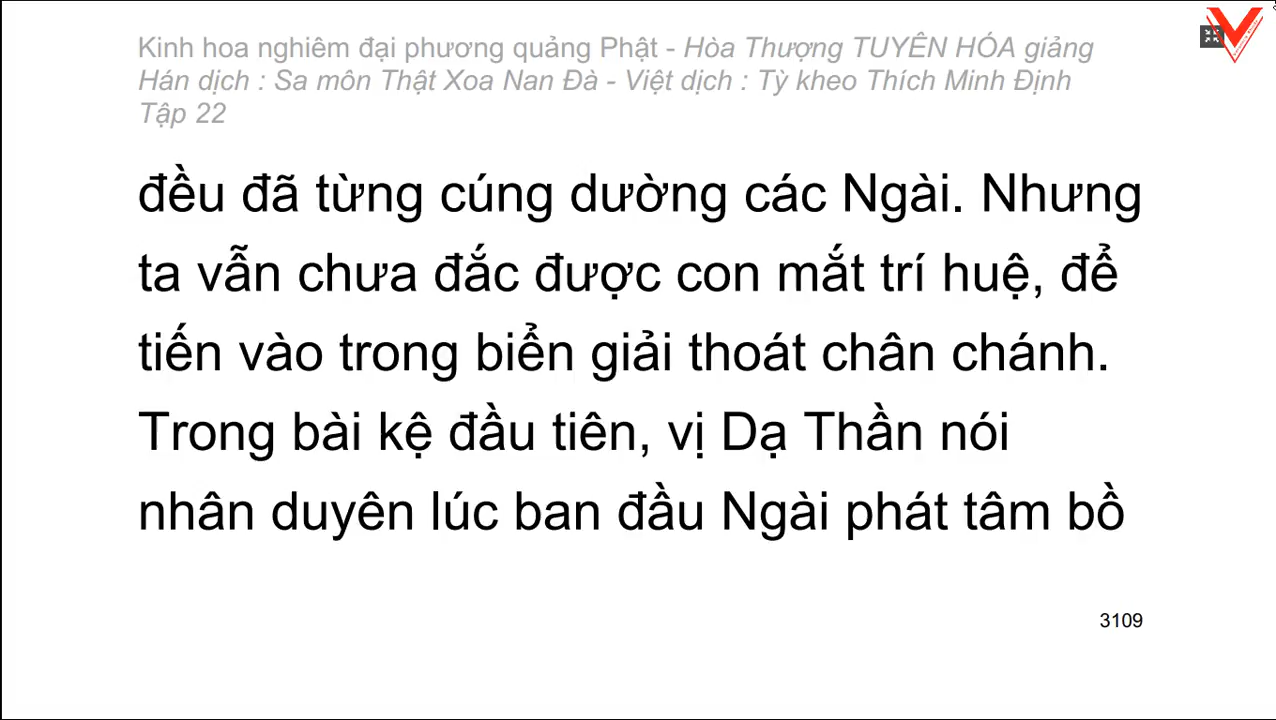 Kinh hoa nghiêm đại phương quảng Phật - Hòa Thượng TUYÊN HÓA giảng
Hán dịch : Sa môn Thật Xoa Nan Đà - Việt dịch : Tỳ kheo Thích Minh Định
Tập 22
đều đã từng cúng dường các Ngài. Nhưng
ta vẫn chưa đắc được con mắt trí huệ, để
tiến vào trong biển giải thoát chân chánh.
Trong bài kệ đầu tiên, vị Dạ Thần nói
nhân duyên lúc ban đầu Ngài phát tâm bồ
3109